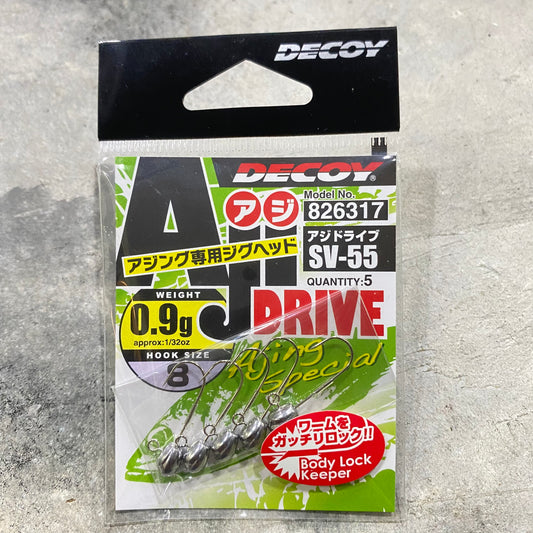 DECOY
DECOY
AJI
アジ
Model No.
826317
アジング専用ジグヘッド
アジドライブ
SV-55
QUANTITY:5
WEIGHT
0.9g
approx:1/32oz
DRIVE
HOOK SIZE
8
Ajing
Special
ワームを
ガッチリロック!!
Body Lock
Keeper